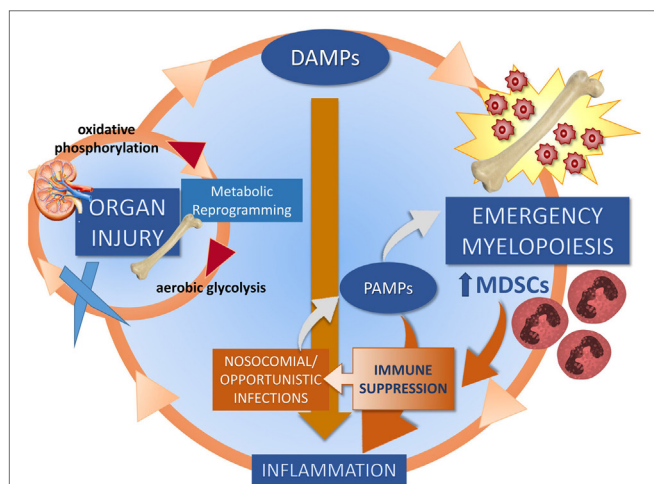 DAMPs
oxidative
phosphorylation
ORGAN
INJURY
Metabolic
Reprogramming
aerobic glycolysis
EMERGENCY
MYELOPOIESIS
MDSCs
PAMPs
NOSOCOMIAL/
OPPORTUNISTIC
INFECTIONS
IMMUNE
SUPPRESSION
INFLAMMATION